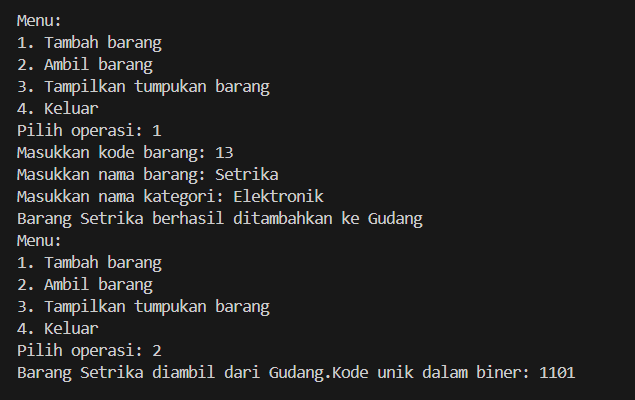 Menu:
1. Tambah barang
2. Ambil barang
3. Tampilkan tumpukan barang
4. Keluar
Pilih operasi: 1
Masukkan kode barang: 13
Masukkan nama barang: Setrika
Masukkan nama kategori: Elektronik
Barang Setrika berhasil ditambahkan ke Gudang
Menu:
1. Tambah barang
2. Ambil barang
3. Tampilkan tumpukan barang
4. Keluar
Pilih operasi: 2
Barang Setrika diambil dari Gudang.Kode unik dalam biner: 1101